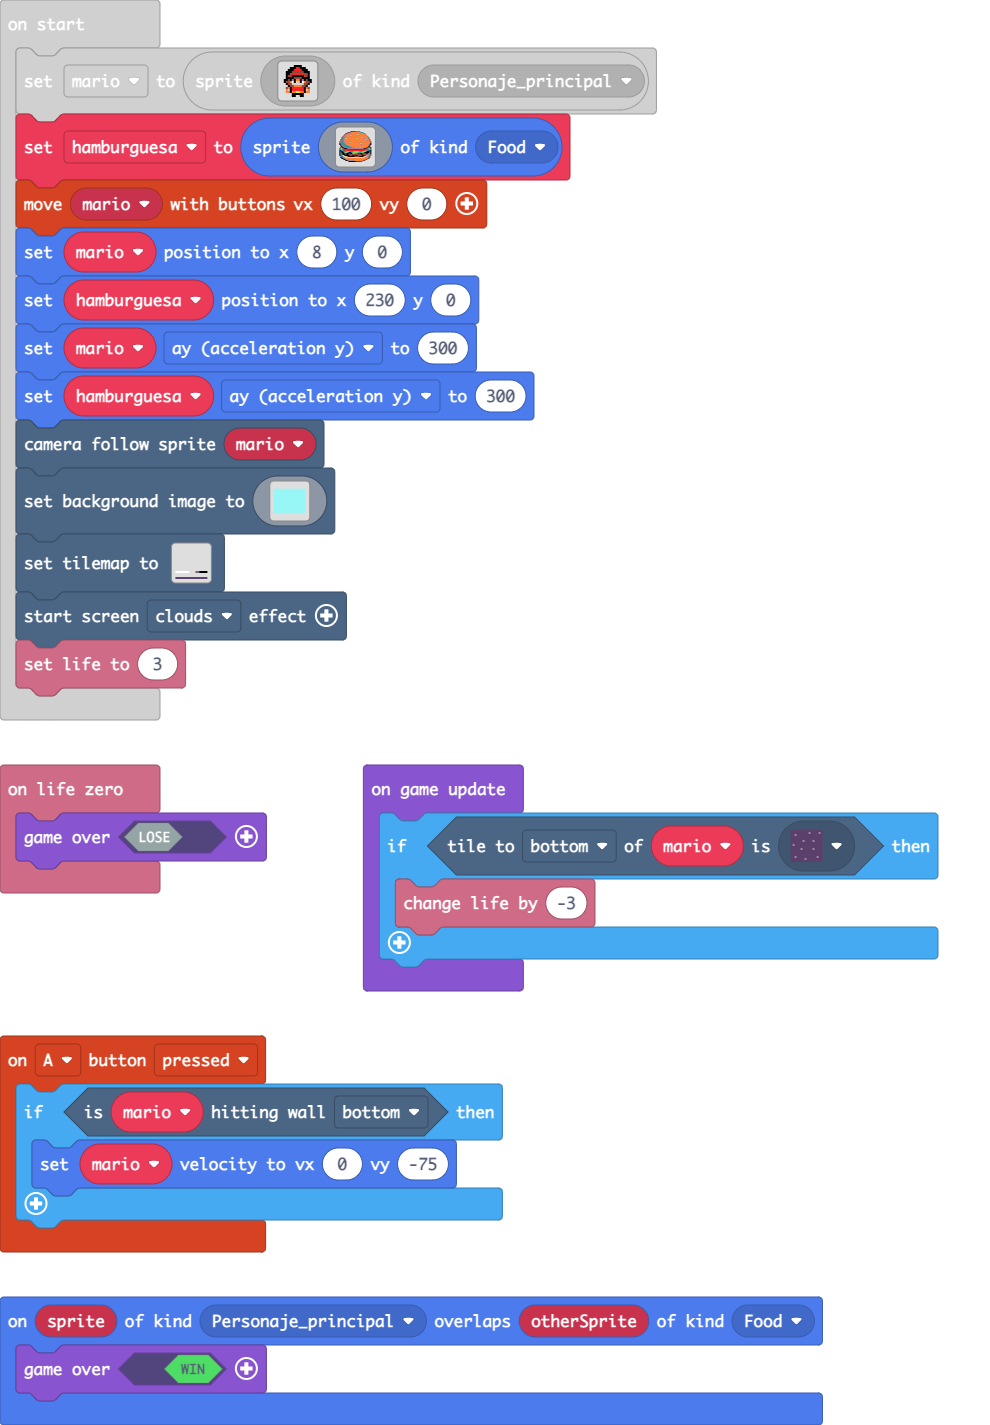 on start
set mario to sprite of kind Personaje_principal
set hamburguesa to sprite of kind Food
move mario with buttons vx 100 vy 0
set mario position to x 8 y 0
set hamburguesa position to x 230 y 0
set mario ay (acceleration y) to 300
set hamburguesa ay (acceleration y) to 300
camera follow sprite mario
set background image to
set tilemap to
start screen clouds effect
set life to 3
on life zero
game over LOSE
on game update
if tile to bottom of mario is then
change life by -3
on A button pressed
if is mario hitting wall bottom then
set mario velocity to vx 0 vy -75
on sprite of kind Personaje_principal overlaps otherSprite of kind Food
game over WIN